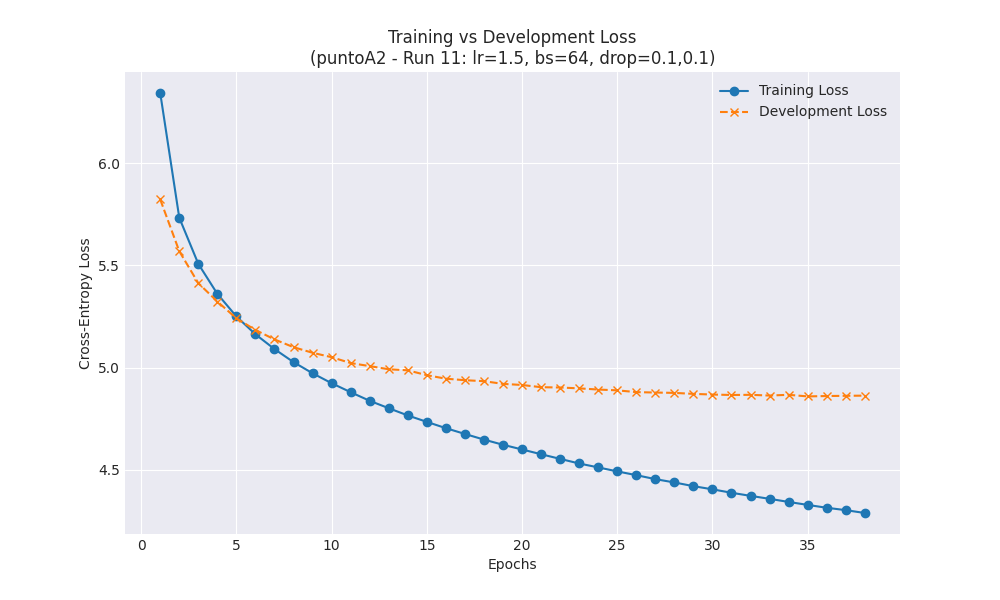 Training vs Development Loss
(puntoA2 - Run 11: lr=1.5, bs=64, drop=0.1,0.1)
Training Loss
Development Loss
Cross-Entropy Loss
6.0
5.5
5.0
4.5
0 5 10 15 20 25 30 35
Epochs